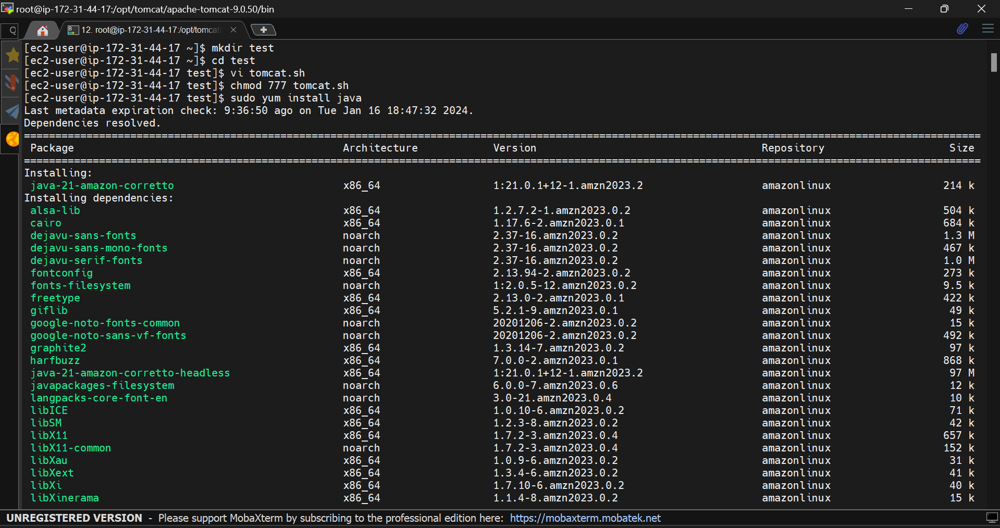 root@ip-172-31-44-17:/opt/tomcat/apache-tomcat-9.0.50/bin
12. root@ip-172-31-44-17:/opt/tomcat/
[ec2-user@ip-172-31-44-17 ~]$ mkdir test
[ec2-user@ip-172-31-44-17 ~]$ cd test
[ec2-user@ip-172-31-44-17 test]$ vi tomcat.sh
[ec2-user@ip-172-31-44-17 test]$ chmod 777 tomcat.sh
[ec2-user@ip-172-31-44-17 test]$ sudo yum install java
Last metadata expiration check: 9:36:50 ago on Tue Jan 16 18:47:32 2024.
Dependencies resolved.
Package Architecture Version Repository Size
Installing:
java-21-amazon-corretto x86_64 1:21.0.1+12-1.amzn2023.2 amazonlinux 214 k
Installing dependencies:
alsa-lib x86_64 1.2.7.2-1.amzn2023.0.2 amazonlinux 504 k
cairo x86_64 1.17.6-2.amzn2023.0.1 amazonlinux 684 k
dejavu-sans-fonts noarch 2.37-16.amzn2023.0.2 amazonlinux 1.3 M
dejavu-sans-mono-fonts noarch 2.37-16.amzn2023.0.2 amazonlinux 467 k
dejavu-serif-fonts noarch 2.37-16.amzn2023.0.2 amazonlinux 1.0 M
fontconfig x86_64 2.13.94-2.amzn2023.0.2 amazonlinux 273 k
fonts-filesystem noarch 1:2.0.5-12.amzn2023.0.2 amazonlinux 9.5 k
freetype x86_64 2.13.0-2.amzn2023.0.1 amazonlinux 422 k
giflib x86_64 5.2.1-9.amzn2023.0.1 amazonlinux 49 k
google-noto-fonts-common noarch 20201206-2.amzn2023.0.2 amazonlinux 15 k
google-noto-sans-vf-fonts noarch 20201206-2.amzn2023.0.2 amazonlinux 492 k
graphite2 x86_64 1.3.14-7.amzn2023.0.2 amazonlinux 97 k
harfbuzz x86_64 7.0.0-2.amzn2023.0.1 amazonlinux 868 k
java-21-amazon-corretto-headless x86_64 1:21.0.1+12-1.amzn2023.2 amazonlinux 97 M
javapackages-filesystem noarch 6.0.0-7.amzn2023.0.6 amazonlinux 12 k
langpacks-core-font-en noarch 3.0-21.amzn2023.0.4 amazonlinux 10 k
libICE x86_64 1.0.10-6.amzn2023.0.2 amazonlinux 71 k
libSM x86_64 1.2.3-8.amzn2023.0.2 amazonlinux 42 k
libX11 x86_64 1.7.2-3.amzn2023.0.4 amazonlinux 657 k
libX11-common noarch 1.7.2-3.amzn2023.0.4 amazonlinux 152 k
libXau x86_64 1.0.9-6.amzn2023.0.2 amazonlinux 31 k
libXext x86_64 1.3.4-6.amzn2023.0.2 amazonlinux 41 k
libXi x86_64 1.7.10-6.amzn2023.0.2 amazonlinux 40 k
libXinerama x86_64 1.1.4-8.amzn2023.0.2 amazonlinux 15 k
UNREGISTERED VERSION - Please support MobaXterm by subscribing to the professional edition here: https://mobaxterm.mobatek.net